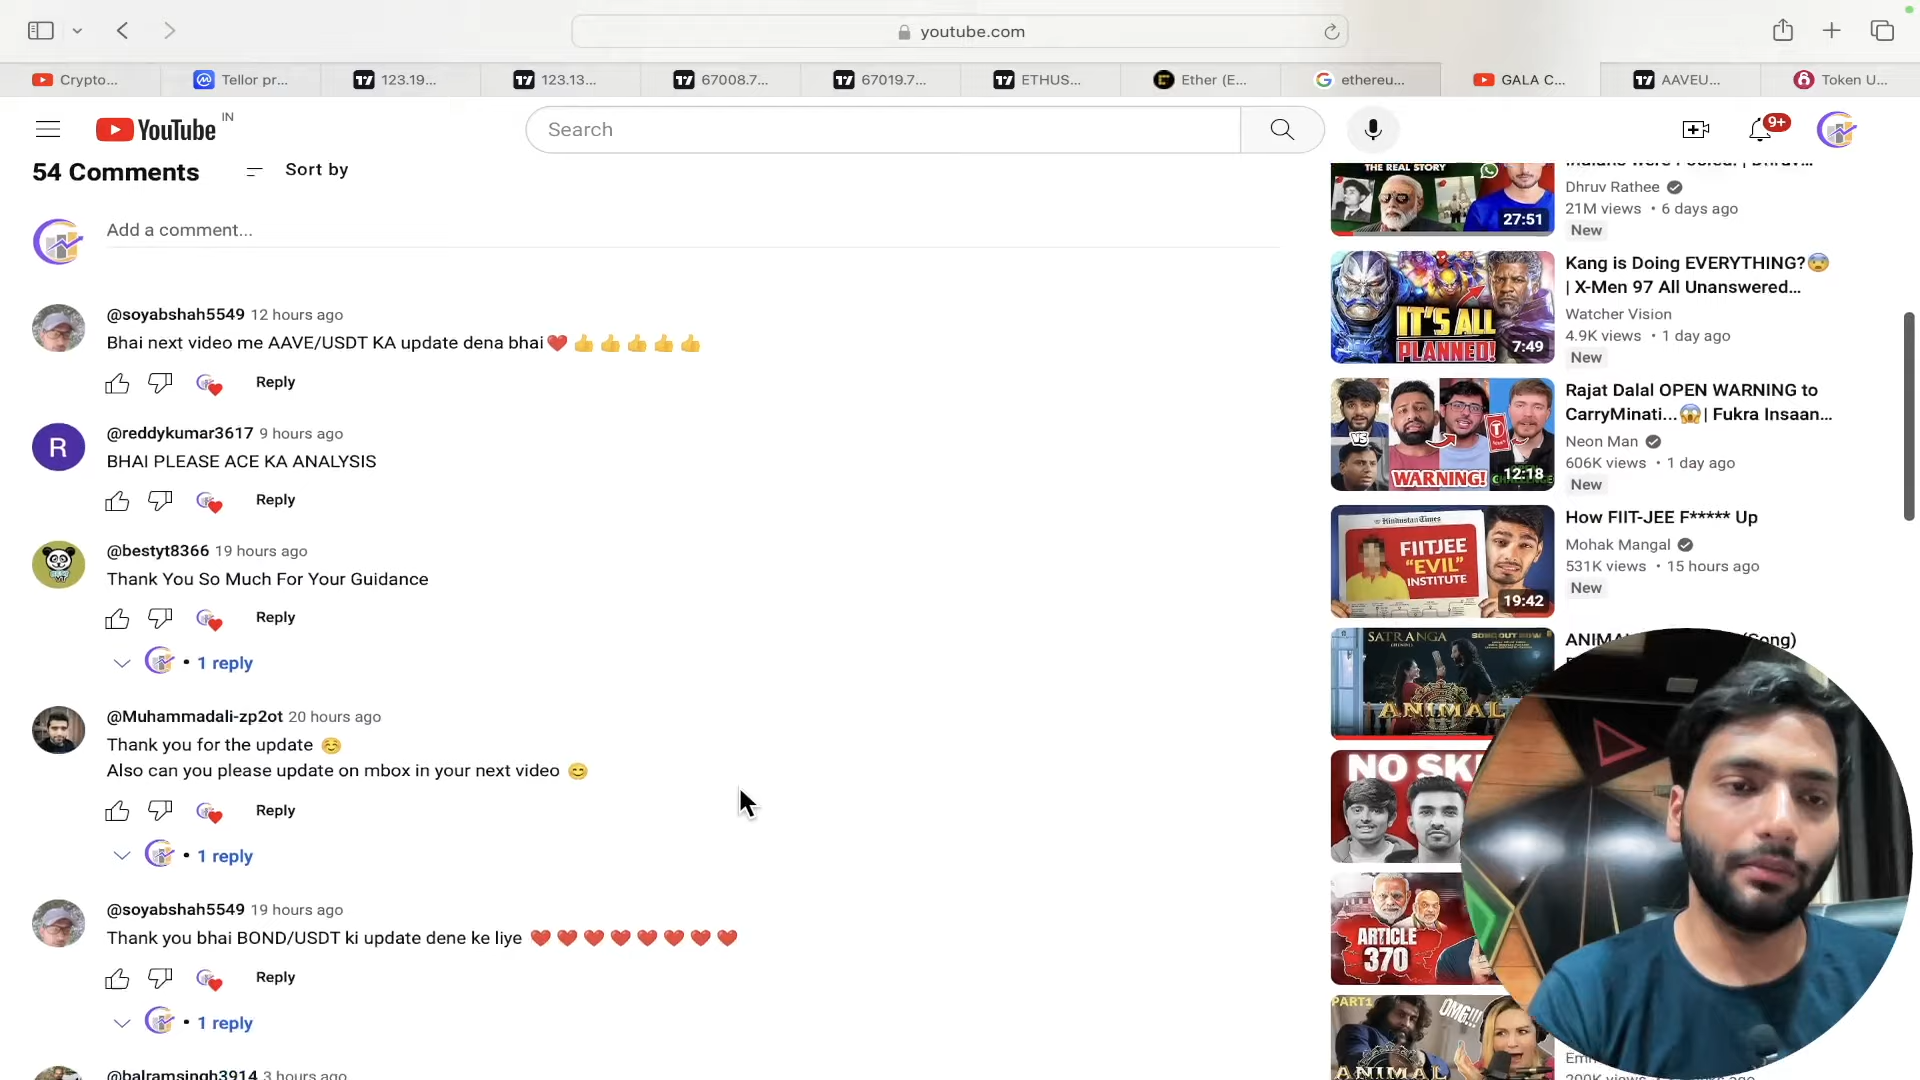 youtube.com
Crypto...
Tellor pr...
123.19...
123.13...
67008.7...
67019.7...
ETHUS...
Ether (E...
ethereu...
GALA C...
AAVEU...
Token U...
YouTube
IN
Search
9+
54 Comments
Sort by
Add a comment...
@soyabshah5549 12 hours ago
Bhai next video me AAVE/USDT KA update dena bhai❤️👍👍👍👍👍
Reply
@reddykumar3617 9 hours ago
BHAI PLEASE ACE KA ANALYSIS
Reply
@bestyt8366 19 hours ago
Thank You So Much For Your Guidance
Reply
• 1 reply
@Muhammadali-zp2ot 20 hours ago
Thank you for the update ☺️
Also can you please update on mbox in your next video 😊
Reply
• 1 reply
@soyabshah5549 19 hours ago
Thank you bhai BOND/USDT ki update dene ke liye ❤️❤️❤️❤️❤️❤️❤️❤️
Reply
• 1 reply
@balramsingh3914 3 hours ago
THE REAL STORY
27:51
Dhruv Rathee
21M views • 6 days ago
New
IT'S ALL
PLANNED!
7:49
Kang is Doing EVERYTHING?😨
| X-Men 97 All Unanswered...
Watcher Vision
4.9K views • 1 day ago
New
VS
WARNING!
12:18
Rajat Dalal OPEN WARNING to
CarryMinati...😱| Fukra Insaan...
Neon Man
606K views • 1 day ago
New
Hindustan Times
FIITJEE
"EVIL"
INSTITUTE
19:42
How FIIT-JEE F***** Up
Mohak Mangal
531K views • 15 hours ago
New
SATRANGA
ANIMAL
NO SK
ARTICLE
370
PART1
OMG!!!
ANIMAL